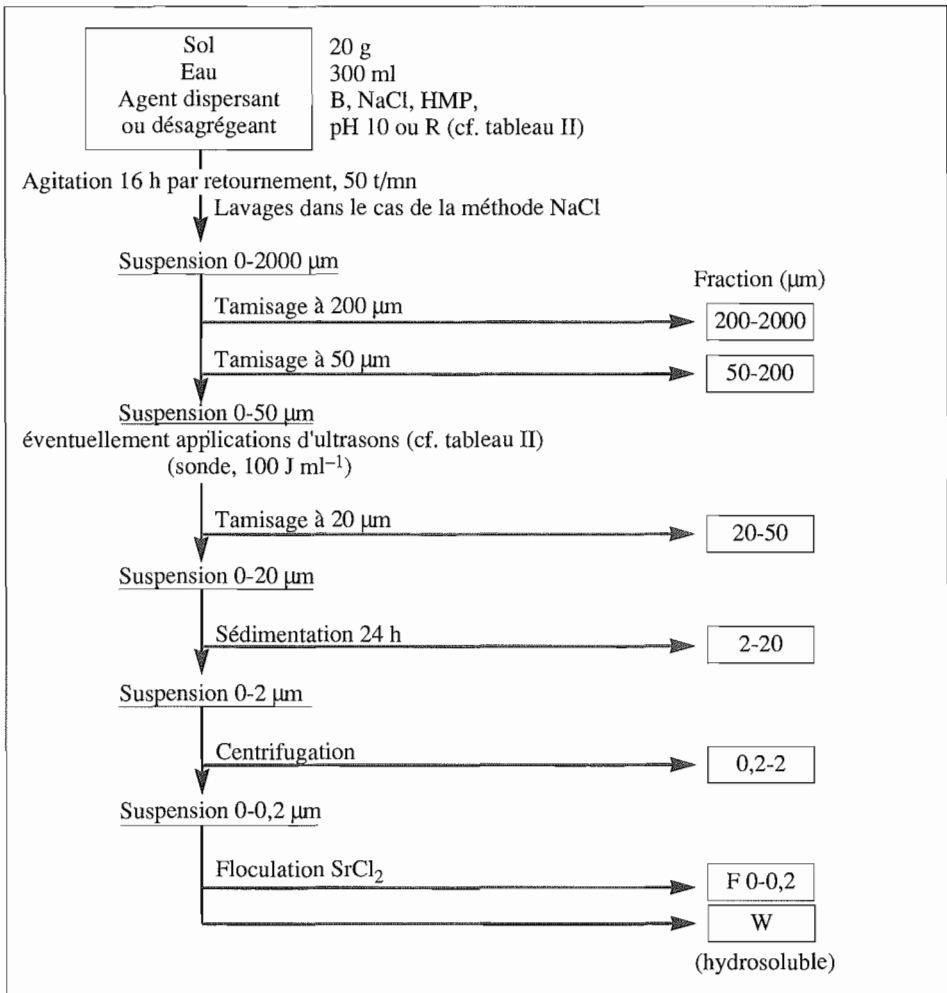 Sol 20 g
Eau 300 ml
Agent dispersant B, NaCl, HMP,
ou désagrégeant pH 10 ou R (cf. tableau II)
Agitation 16 h par retournement, 50 t/mn
Lavages dans le cas de la méthode NaCl
Suspension 0-2000 µm
Fraction (µm)
Tamisage à 200 µm
200-2000
Tamisage à 50 µm
50-200
Suspension 0-50 µm
éventuellement applications d'ultrasons (cf. tableau II)
(sonde, 100 J ml⁻¹)
Tamisage à 20 µm
20-50
Suspension 0-20 µm
Sédimentation 24 h
2-20
Suspension 0-2 µm
Centrifugation
0,2-2
Suspension 0-0,2 µm
Floculation SrCl₂
F 0-0,2
W
(hydrosoluble)